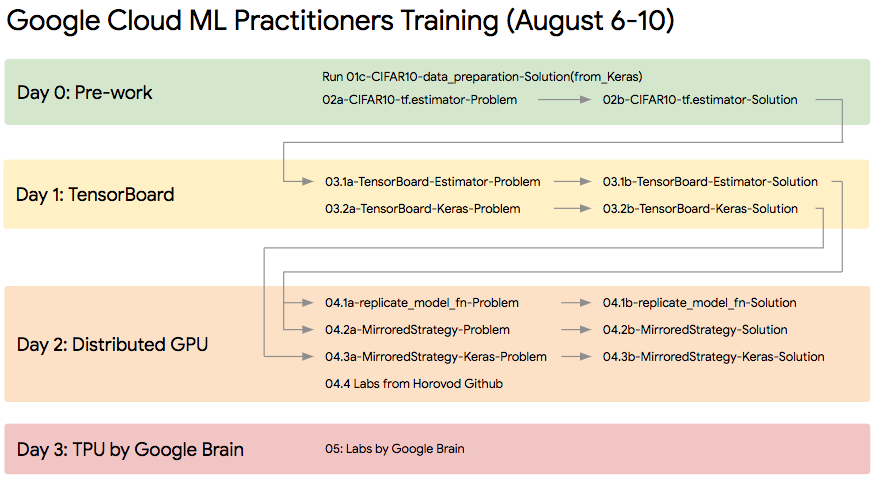 Google Cloud ML Practitioners Training (August 6-10)
Day 0: Pre-work
Run 01c-CIFAR10-data_preparation-Solution(from_Keras)
02a-CIFAR10-tf.estimator-Problem
02b-CIFAR10-tf.estimator-Solution
Day 1: TensorBoard
03.1a-TensorBoard-Estimator-Problem
03.1b-TensorBoard-Estimator-Solution
03.2a-TensorBoard-Keras-Problem
03.2b-TensorBoard-Keras-Solution
Day 2: Distributed GPU
04.1a-replicate_model_fn-Problem
04.1b-replicate_model_fn-Solution
04.2a-MirroredStrategy-Problem
04.2b-MirroredStrategy-Solution
04.3a-MirroredStrategy-Keras-Problem
04.3b-MirroredStrategy-Keras-Solution
04.4 Labs from Horovod Github
Day 3: TPU by Google Brain
05: Labs by Google Brain